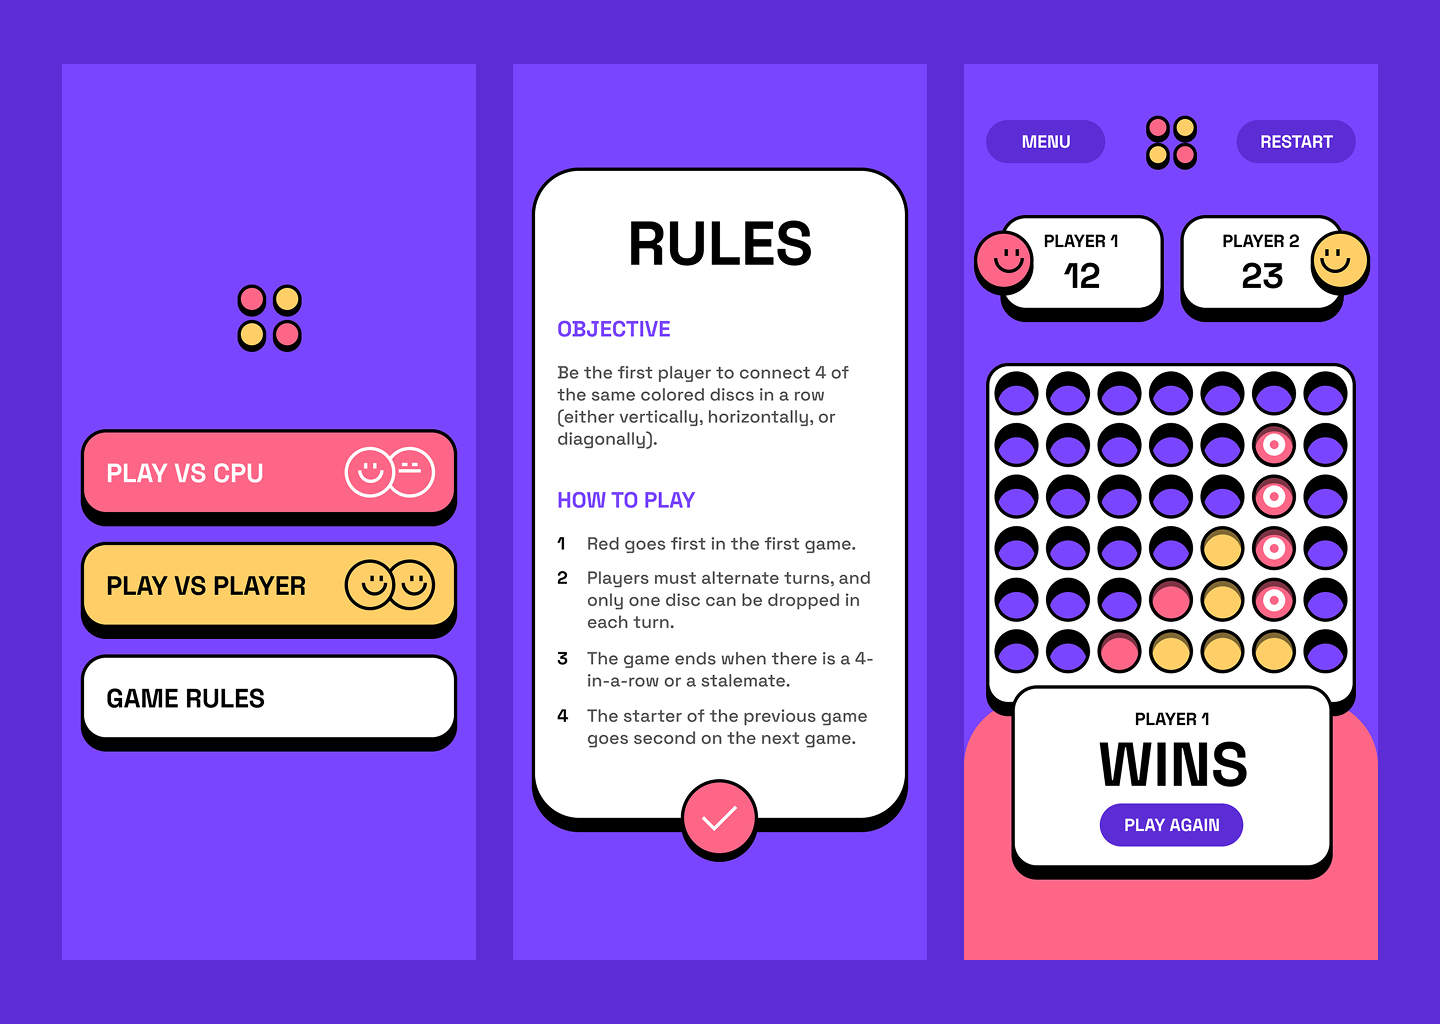 PLAY VS CPU
PLAY VS PLAYER
GAME RULES
RULES
OBJECTIVE
Be the first player to connect 4 of
the same colored discs in a row
(either vertically, horizontally, or
diagonally).
HOW TO PLAY
1 Red goes first in the first game.
2 Players must alternate turns, and
only one disc can be dropped in
each turn.
3 The game ends when there is a 4-
in-a-row or a stalemate.
4 The starter of the previous game
goes second on the next game.
MENU
RESTART
PLAYER 1
12
PLAYER 2
23
PLAYER 1
WINS
PLAY AGAIN